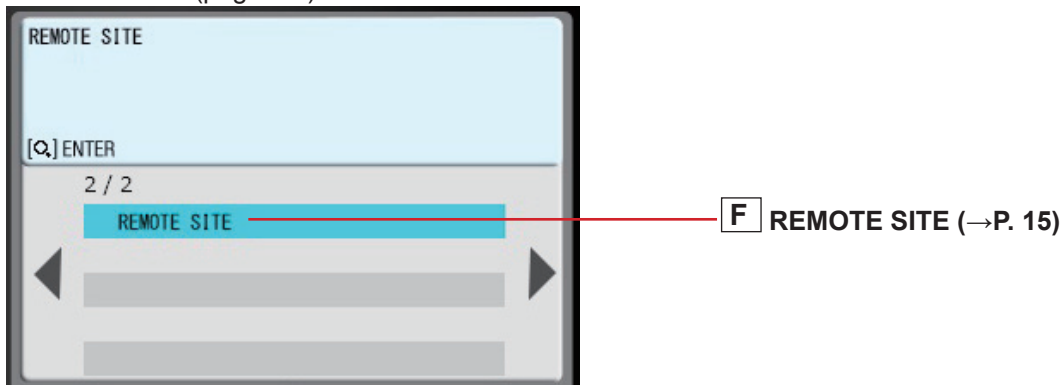 REMOTE SITE
[🔍] ENTER
2 / 2
REMOTE SITE
F REMOTE SITE (→P. 15)